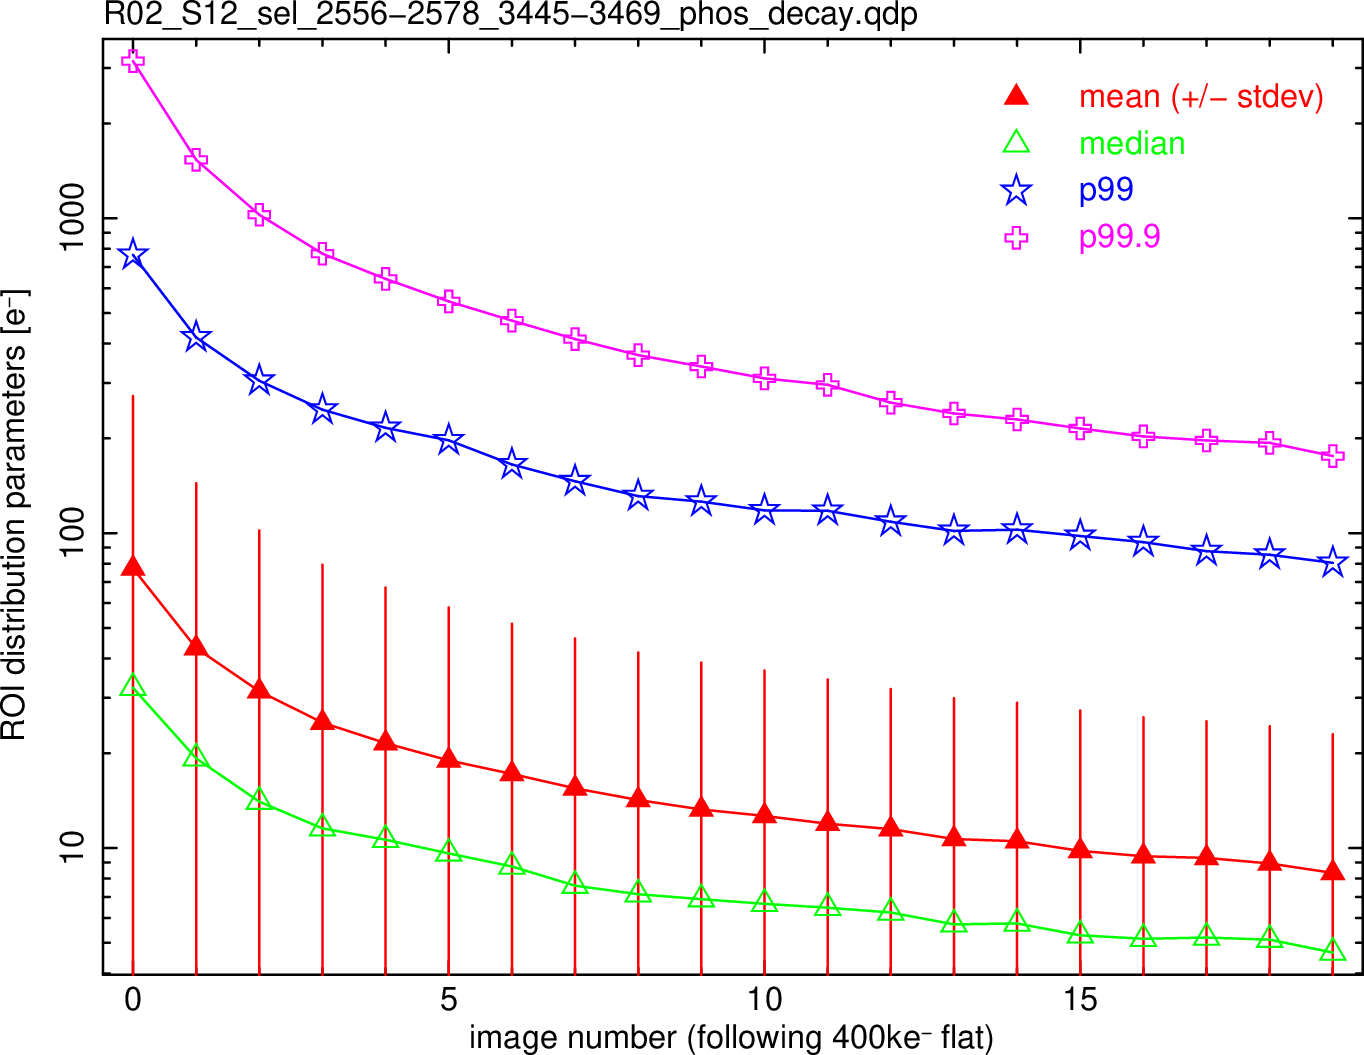 R02_S12_sel_2556−2578_3445−3469_phos_decay.qdp
mean (+/− stdev)
median
p99
p99.9
ROI distribution parameters [e⁻]
1000
100
10
0 5 10 15
image number (following 400ke⁻ flat)